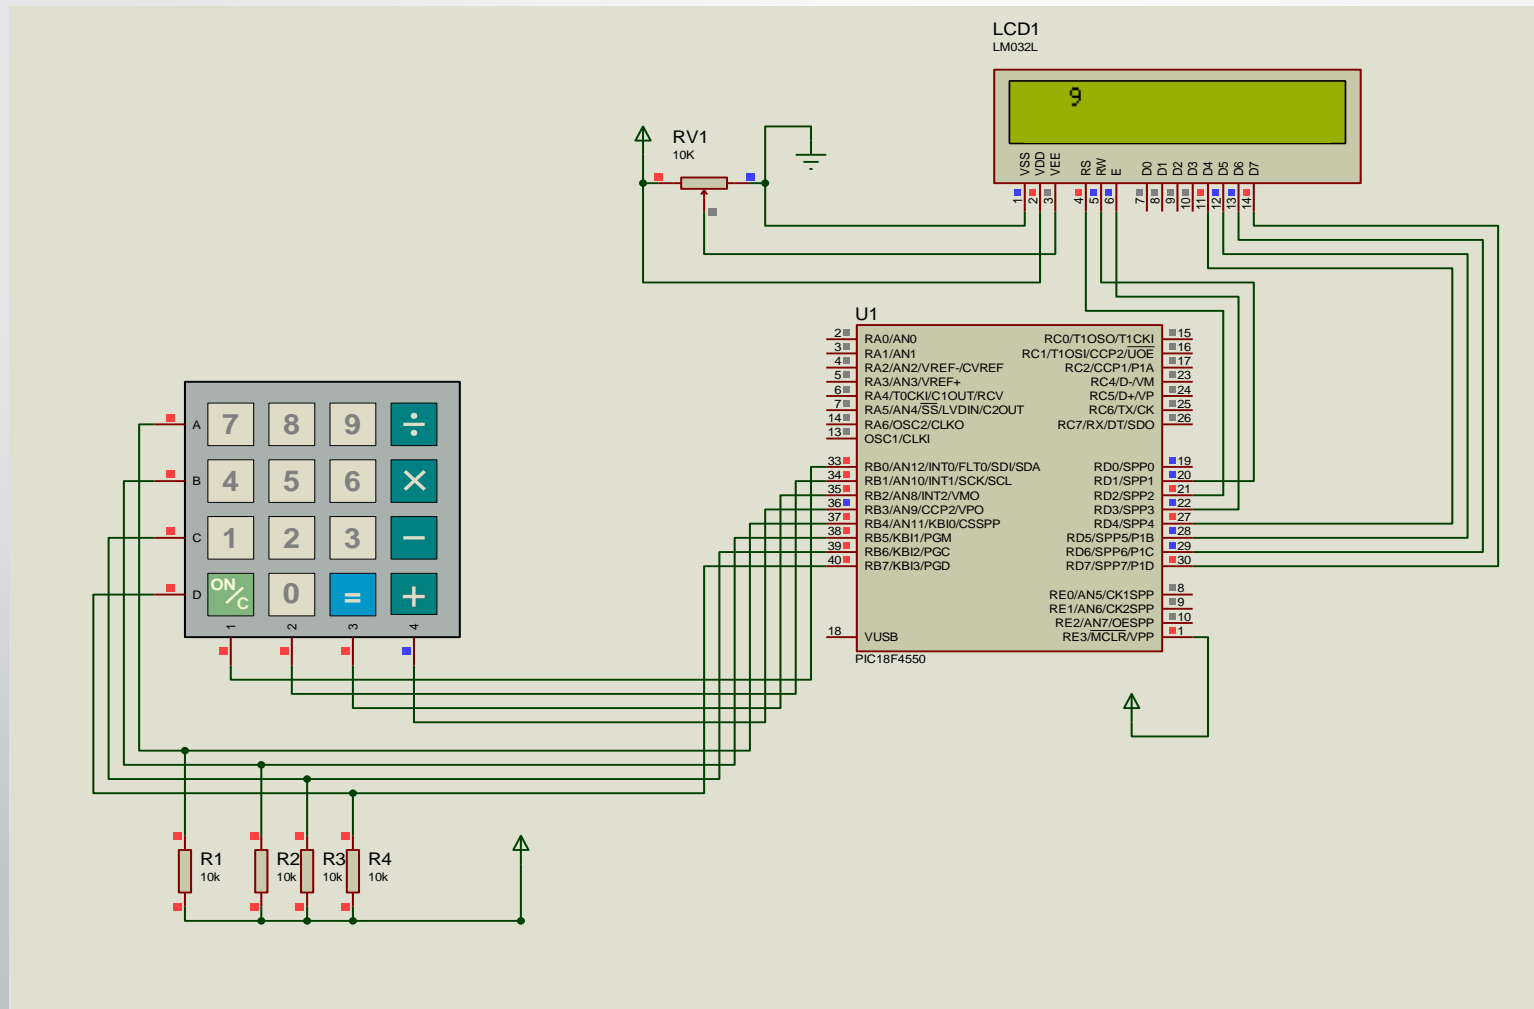 LCD1
LM032L
9
VSS
VDD
VEE
RS
RW
E
D0
D1
D2
D3
D4
D5
D6
D7
1
2
3
4
5
6
7
8
9
10
11
12
13
14
RV1
10K
U1
2 RA0/AN0
3 RA1/AN1
4 RA2/AN2/VREF-/CVREF
5 RA3/AN3/VREF+
6 RA4/T0CKI/C1OUT/RCV
7 RA5/AN4/SS/LVDIN/C2OUT
14 RA6/OSC2/CLKO
13 OSC1/CLKI
33 RB0/AN12/INT0/FLT0/SDI/SDA
34 RB1/AN10/INT1/SCK/SCL
35 RB2/AN8/INT2/VMO
36 RB3/AN9/CCP2/VPO
37 RB4/AN11/KBI0/CSSPP
38 RB5/KBI1/PGM
39 RB6/KBI2/PGC
40 RB7/KBI3/PGD
18 VUSB
RC0/T1OSO/T1CKI 15
RC1/T1OSI/CCP2/UOE 16
RC2/CCP1/P1A 17
RC4/D-/VM 23
RC5/D+/VP 24
RC6/TX/CK 25
RC7/RX/DT/SDO 26
RD0/SPP0 19
RD1/SPP1 20
RD2/SPP2 21
RD3/SPP3 22
RD4/SPP4 27
RD5/SPP5/P1B 28
RD6/SPP6/P1C 29
RD7/SPP7/P1D 30
RE0/AN5/CK1SPP 8
RE1/AN6/CK2SPP 9
RE2/AN7/OESPP 10
RE3/MCLR/VPP 1
PIC18F4550
A 7 8 9 ÷
B 4 5 6 ×
C 1 2 3 −
D ON/C 0 = +
1 2 3 4
R1
10k
R2
10k
R3
10k
R4
10k